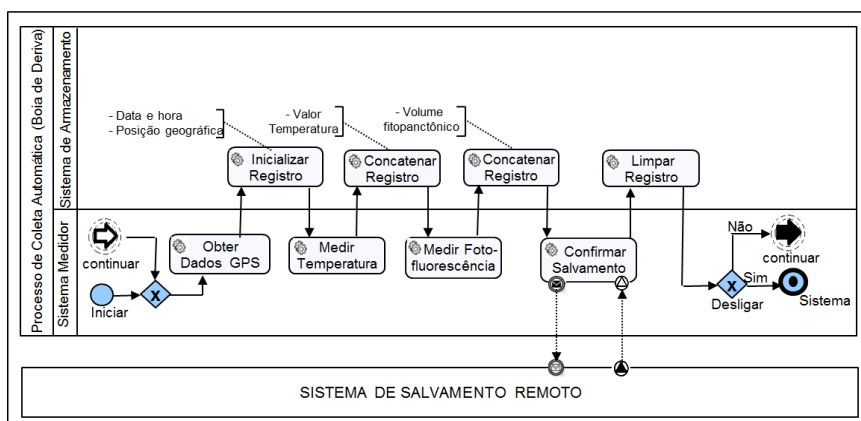 Processo de Coleta Automática (Boia de Deriva)
Sistema de Armazenamento
- Data e hora
- Posição geográfica
- Valor
Temperatura
- Volume
fitopanctônico
Inicializar
Registro
Concatenar
Registro
Concatenar
Registro
Limpar
Registro
Sistema Medidor
continuar
Iniciar
X
Obter
Dados GPS
Medir
Temperatura
Medir Foto-
fluorescência
Confirmar
Salvamento
X
Desligar
Não
continuar
Sim
Sistema
SISTEMA DE SALVAMENTO REMOTO